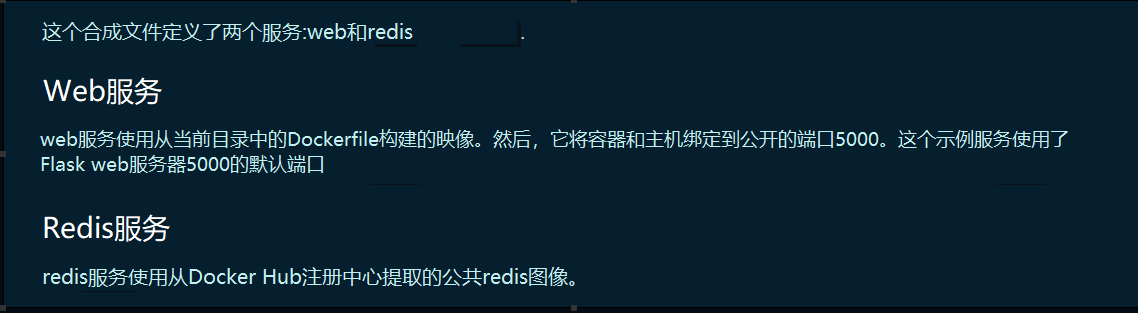 这个合成文件定义了两个服务:web和redis .
Web服务
web服务使用从当前目录中的Dockerfile构建的映像。然后，它将容器和主机绑定到公开的端口5000。这个示例服务使用了
Flask web服务器5000的默认端口
Redis服务
redis服务使用从Docker Hub注册中心提取的公共redis图像。